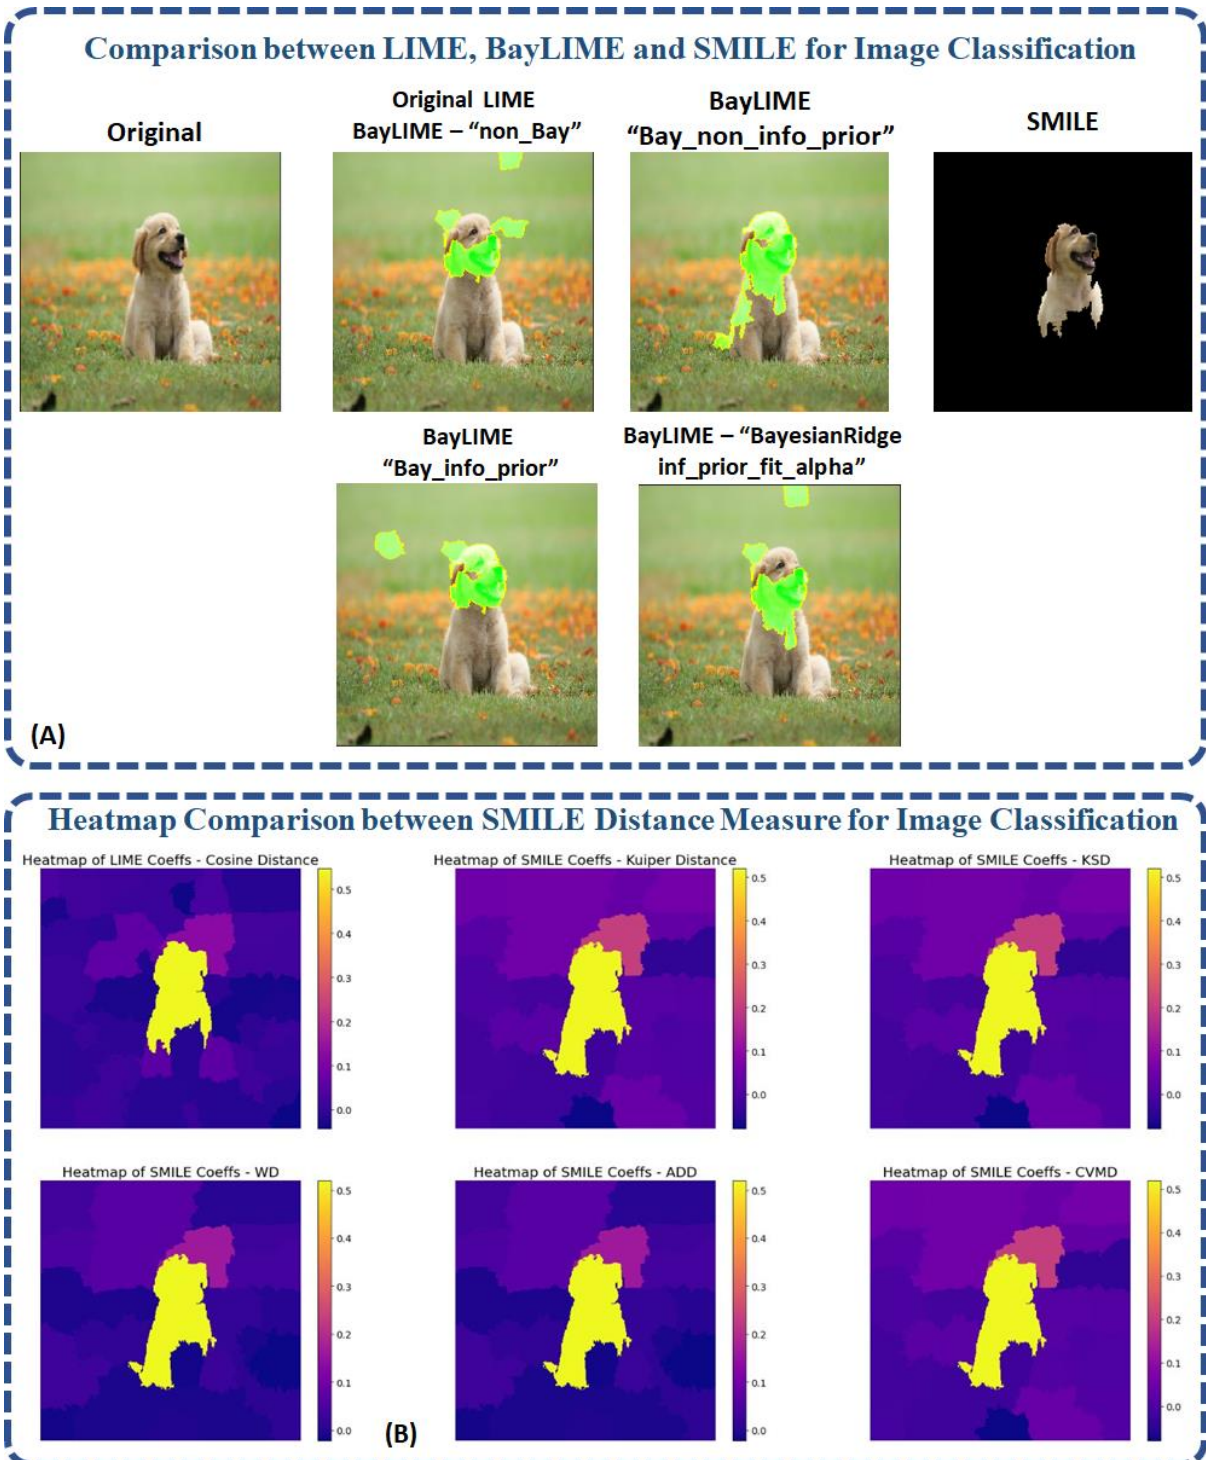 Comparison between LIME, BayLIME and SMILE for Image Classification
Original
Original LIME
BayLIME – “non_Bay”
BayLIME
“Bay_non_info_prior”
SMILE
BayLIME
“Bay_info_prior”
BayLIME – “BayesianRidge
inf_prior_fit_alpha”
(A)
Heatmap Comparison between SMILE Distance Measure for Image Classification
Heatmap of LIME Coeffs - Cosine Distance
0.5
0.4
0.3
0.2
0.1
0.0
Heatmap of SMILE Coeffs - Kuiper Distance
0.5
0.4
0.3
0.2
0.1
0.0
Heatmap of SMILE Coeffs - KSD
0.5
0.4
0.3
0.2
0.1
0.0
Heatmap of SMILE Coeffs - WD
0.5
0.4
0.3
0.2
0.1
0.0
Heatmap of SMILE Coeffs - ADD
0.5
0.4
0.3
0.2
0.1
0.0
Heatmap of SMILE Coeffs - CVMD
0.5
0.4
0.3
0.2
0.1
0.0
(B)